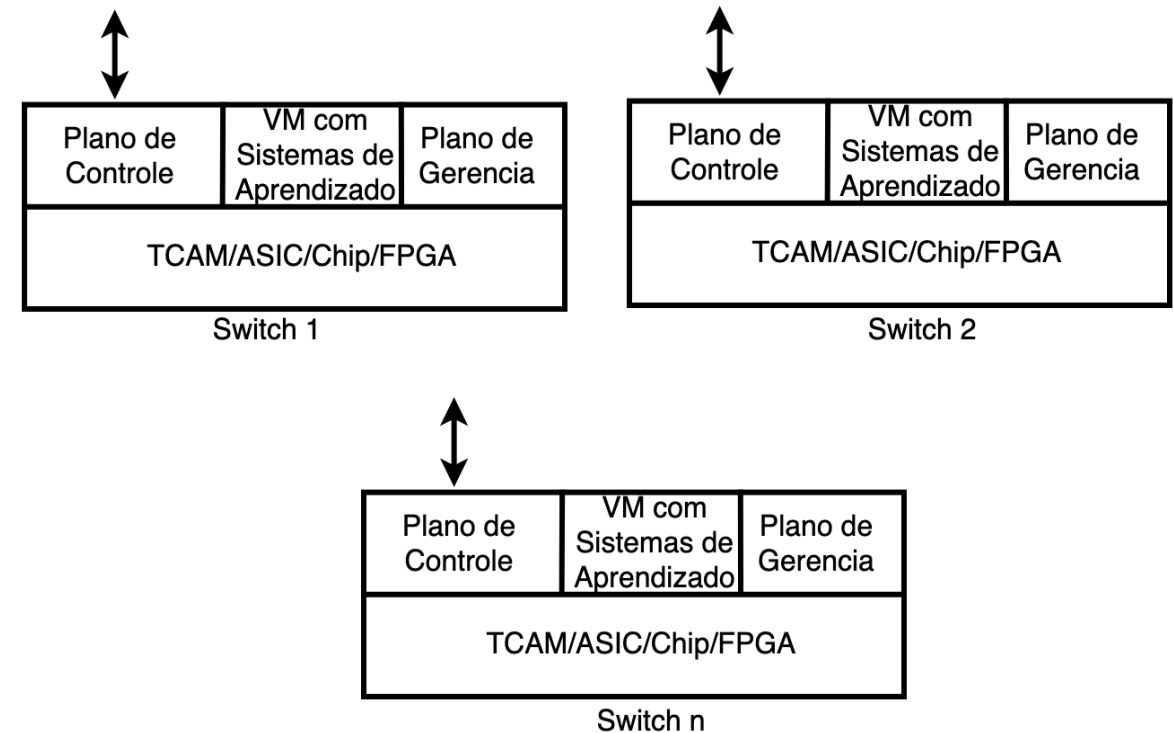 Plano de
Controle
VM com
Sistemas de
Aprendizado
Plano de
Gerencia
TCAM/ASIC/Chip/FPGA
Switch 1
Plano de
Controle
VM com
Sistemas de
Aprendizado
Plano de
Gerencia
TCAM/ASIC/Chip/FPGA
Switch 2
Plano de
Controle
VM com
Sistemas de
Aprendizado
Plano de
Gerencia
TCAM/ASIC/Chip/FPGA
Switch n